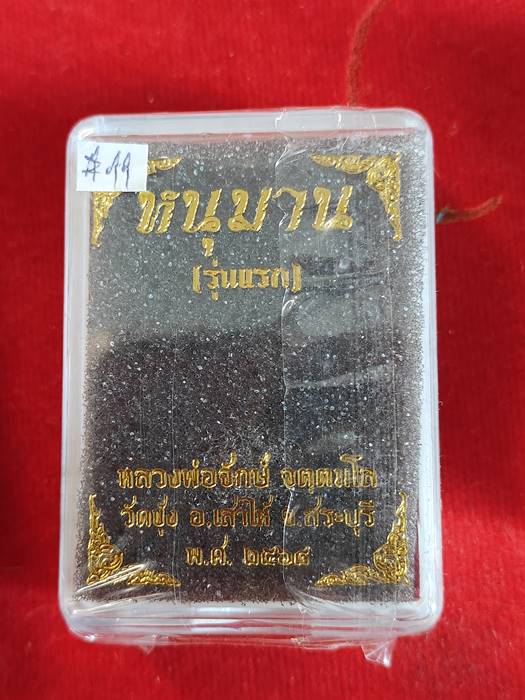 หนุมาน
(รุ่นแรก)
หลวงพ่อจักษ์ จตฺตมโล
วัดชุ้ง อ.เสาไห้ จ.สระบุรี
พ.ศ. ๒๕๖๔